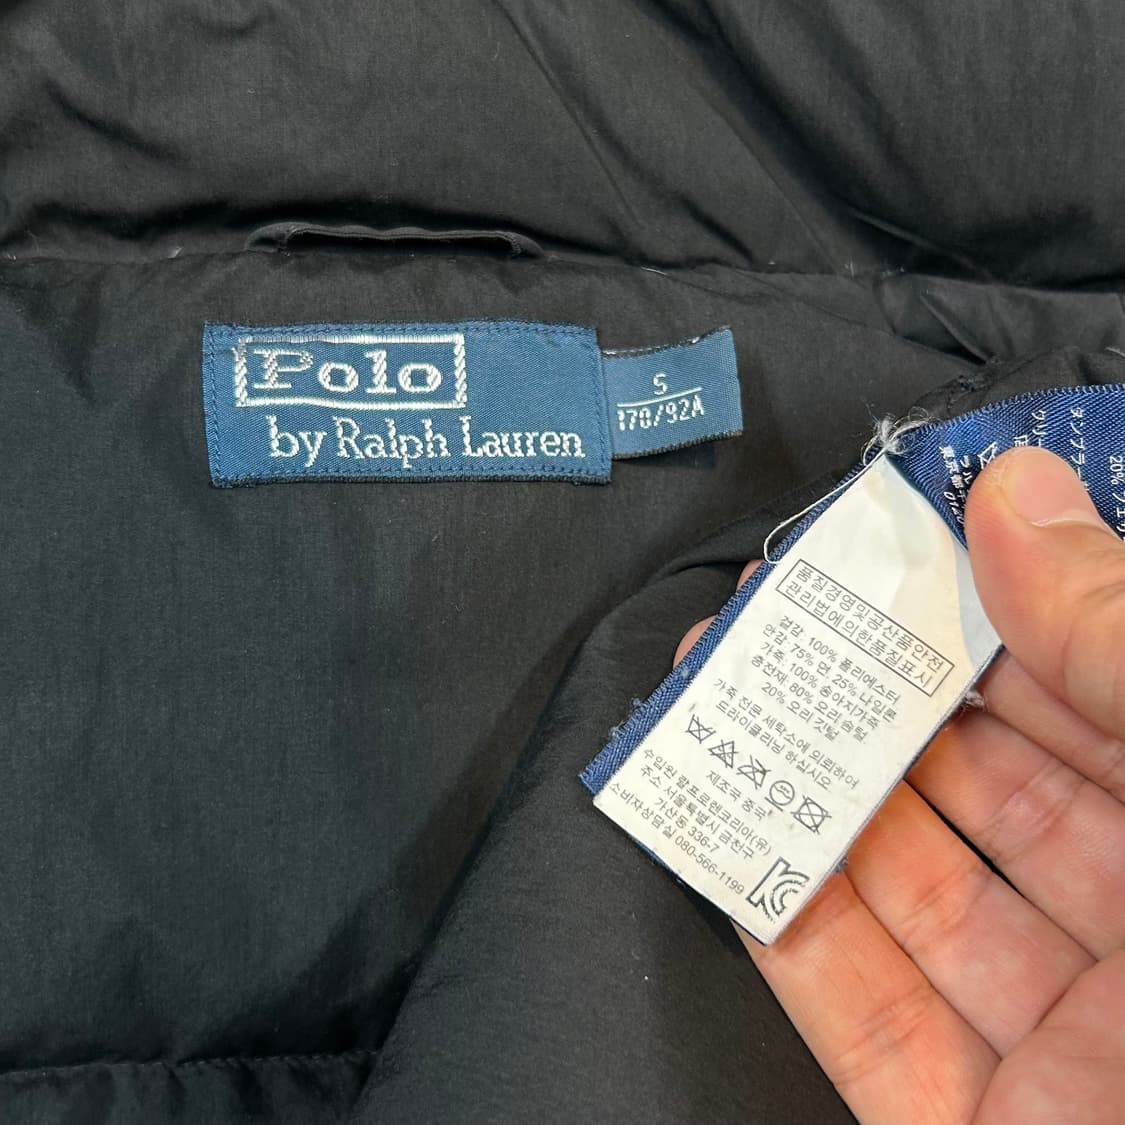 Polo
by Ralph Lauren
S
170/92A
품질경영및공산품안전
관리법에의한품질표시
겉감: 100% 폴리에스터
안감: 75% 면, 25% 나일론
가죽: 100% 송아지가죽
충전재: 80% 오리 솜털
20% 오리 깃털
가죽 전문 세탁소에 의뢰하여
드라이클리닝 하십시오
제조국 중국
수입원 랄프로렌코리아(유)
주소 서울특별시 금천구
가산동 336-7
소비자상담실 080-566-1199
20%